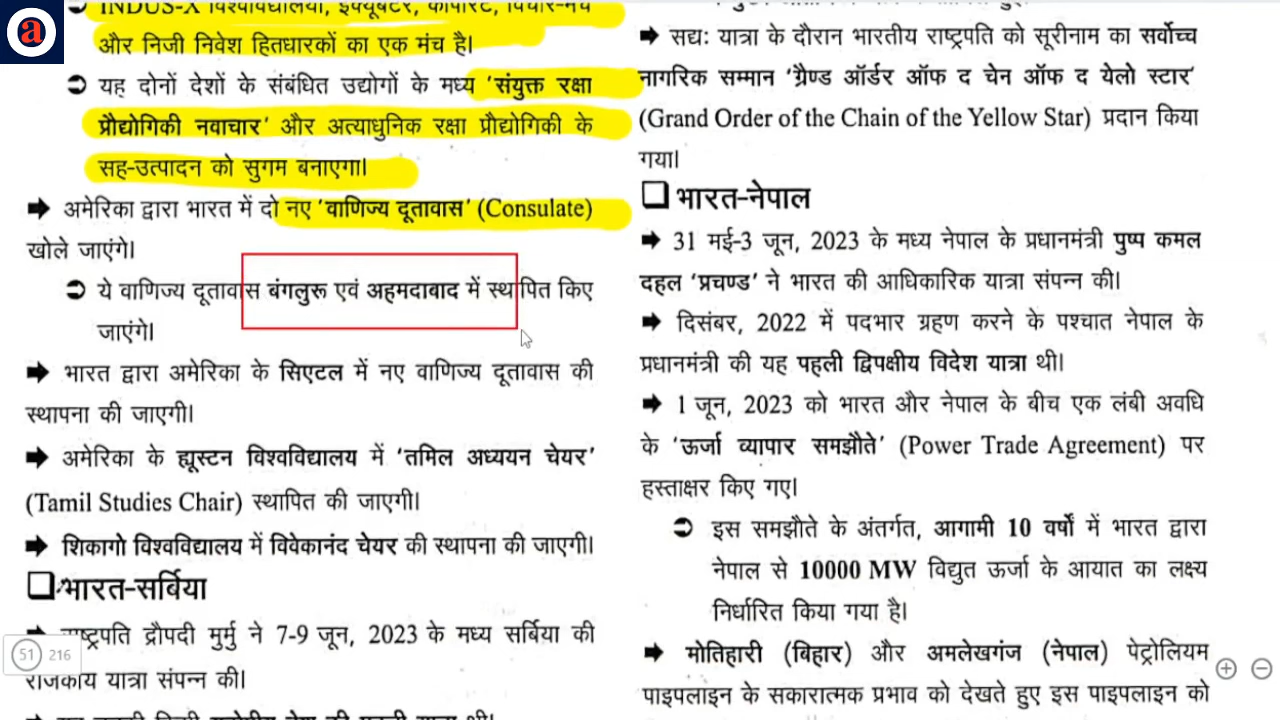 a
INDUS-X विश्वविद्यालयों, इंक्यूबेटर, कॉर्पोरेट, विचार-मंच
और निजी निवेश हितधारकों का एक मंच है।
यह दोनों देशों के संबंधित उद्योगों के मध्य 'संयुक्त रक्षा
प्रौद्योगिकी नवाचार' और अत्याधुनिक रक्षा प्रौद्योगिकी के
सह-उत्पादन को सुगम बनाएगा।
अमेरिका द्वारा भारत में दो नए 'वाणिज्य दूतावास' (Consulate)
खोले जाएंगे।
ये वाणिज्य दूतावास बंगलुरू एवं अहमदाबाद में स्थापित किए
जाएंगे।
भारत द्वारा अमेरिका के सिएटल में नए वाणिज्य दूतावास की
स्थापना की जाएगी।
अमेरिका के ह्यूस्टन विश्वविद्यालय में 'तमिल अध्ययन चेयर'
(Tamil Studies Chair) स्थापित की जाएगी।
शिकागो विश्वविद्यालय में विवेकानंद चेयर की स्थापना की जाएगी।
भारत-सर्बिया
राष्ट्रपति द्रौपदी मुर्मु ने 7-9 जून, 2023 के मध्य सर्बिया की
राजकीय यात्रा संपन्न की।
51 216
सद्यः यात्रा के दौरान भारतीय राष्ट्रपति को सूरीनाम का सर्वोच्च
नागरिक सम्मान 'ग्रैण्ड ऑर्डर ऑफ द चेन ऑफ द येलो स्टार'
(Grand Order of the Chain of the Yellow Star) प्रदान किया
गया।
भारत-नेपाल
31 मई-3 जून, 2023 के मध्य नेपाल के प्रधानमंत्री पुष्प कमल
दहल 'प्रचण्ड' ने भारत की आधिकारिक यात्रा संपन्न की।
दिसंबर, 2022 में पदभार ग्रहण करने के पश्चात नेपाल के
प्रधानमंत्री की यह पहली द्विपक्षीय विदेश यात्रा थी।
1 जून, 2023 को भारत और नेपाल के बीच एक लंबी अवधि
के 'ऊर्जा व्यापार समझौते' (Power Trade Agreement) पर
हस्ताक्षर किए गए।
इस समझौते के अंतर्गत, आगामी 10 वर्षों में भारत द्वारा
नेपाल से 10000 MW विद्युत ऊर्जा के आयात का लक्ष्य
निर्धारित किया गया है।
मोतिहारी (बिहार) और अमलेखगंज (नेपाल) पेट्रोलियम
पाइपलाइन के सकारात्मक प्रभाव को देखते हुए इस पाइपलाइन को